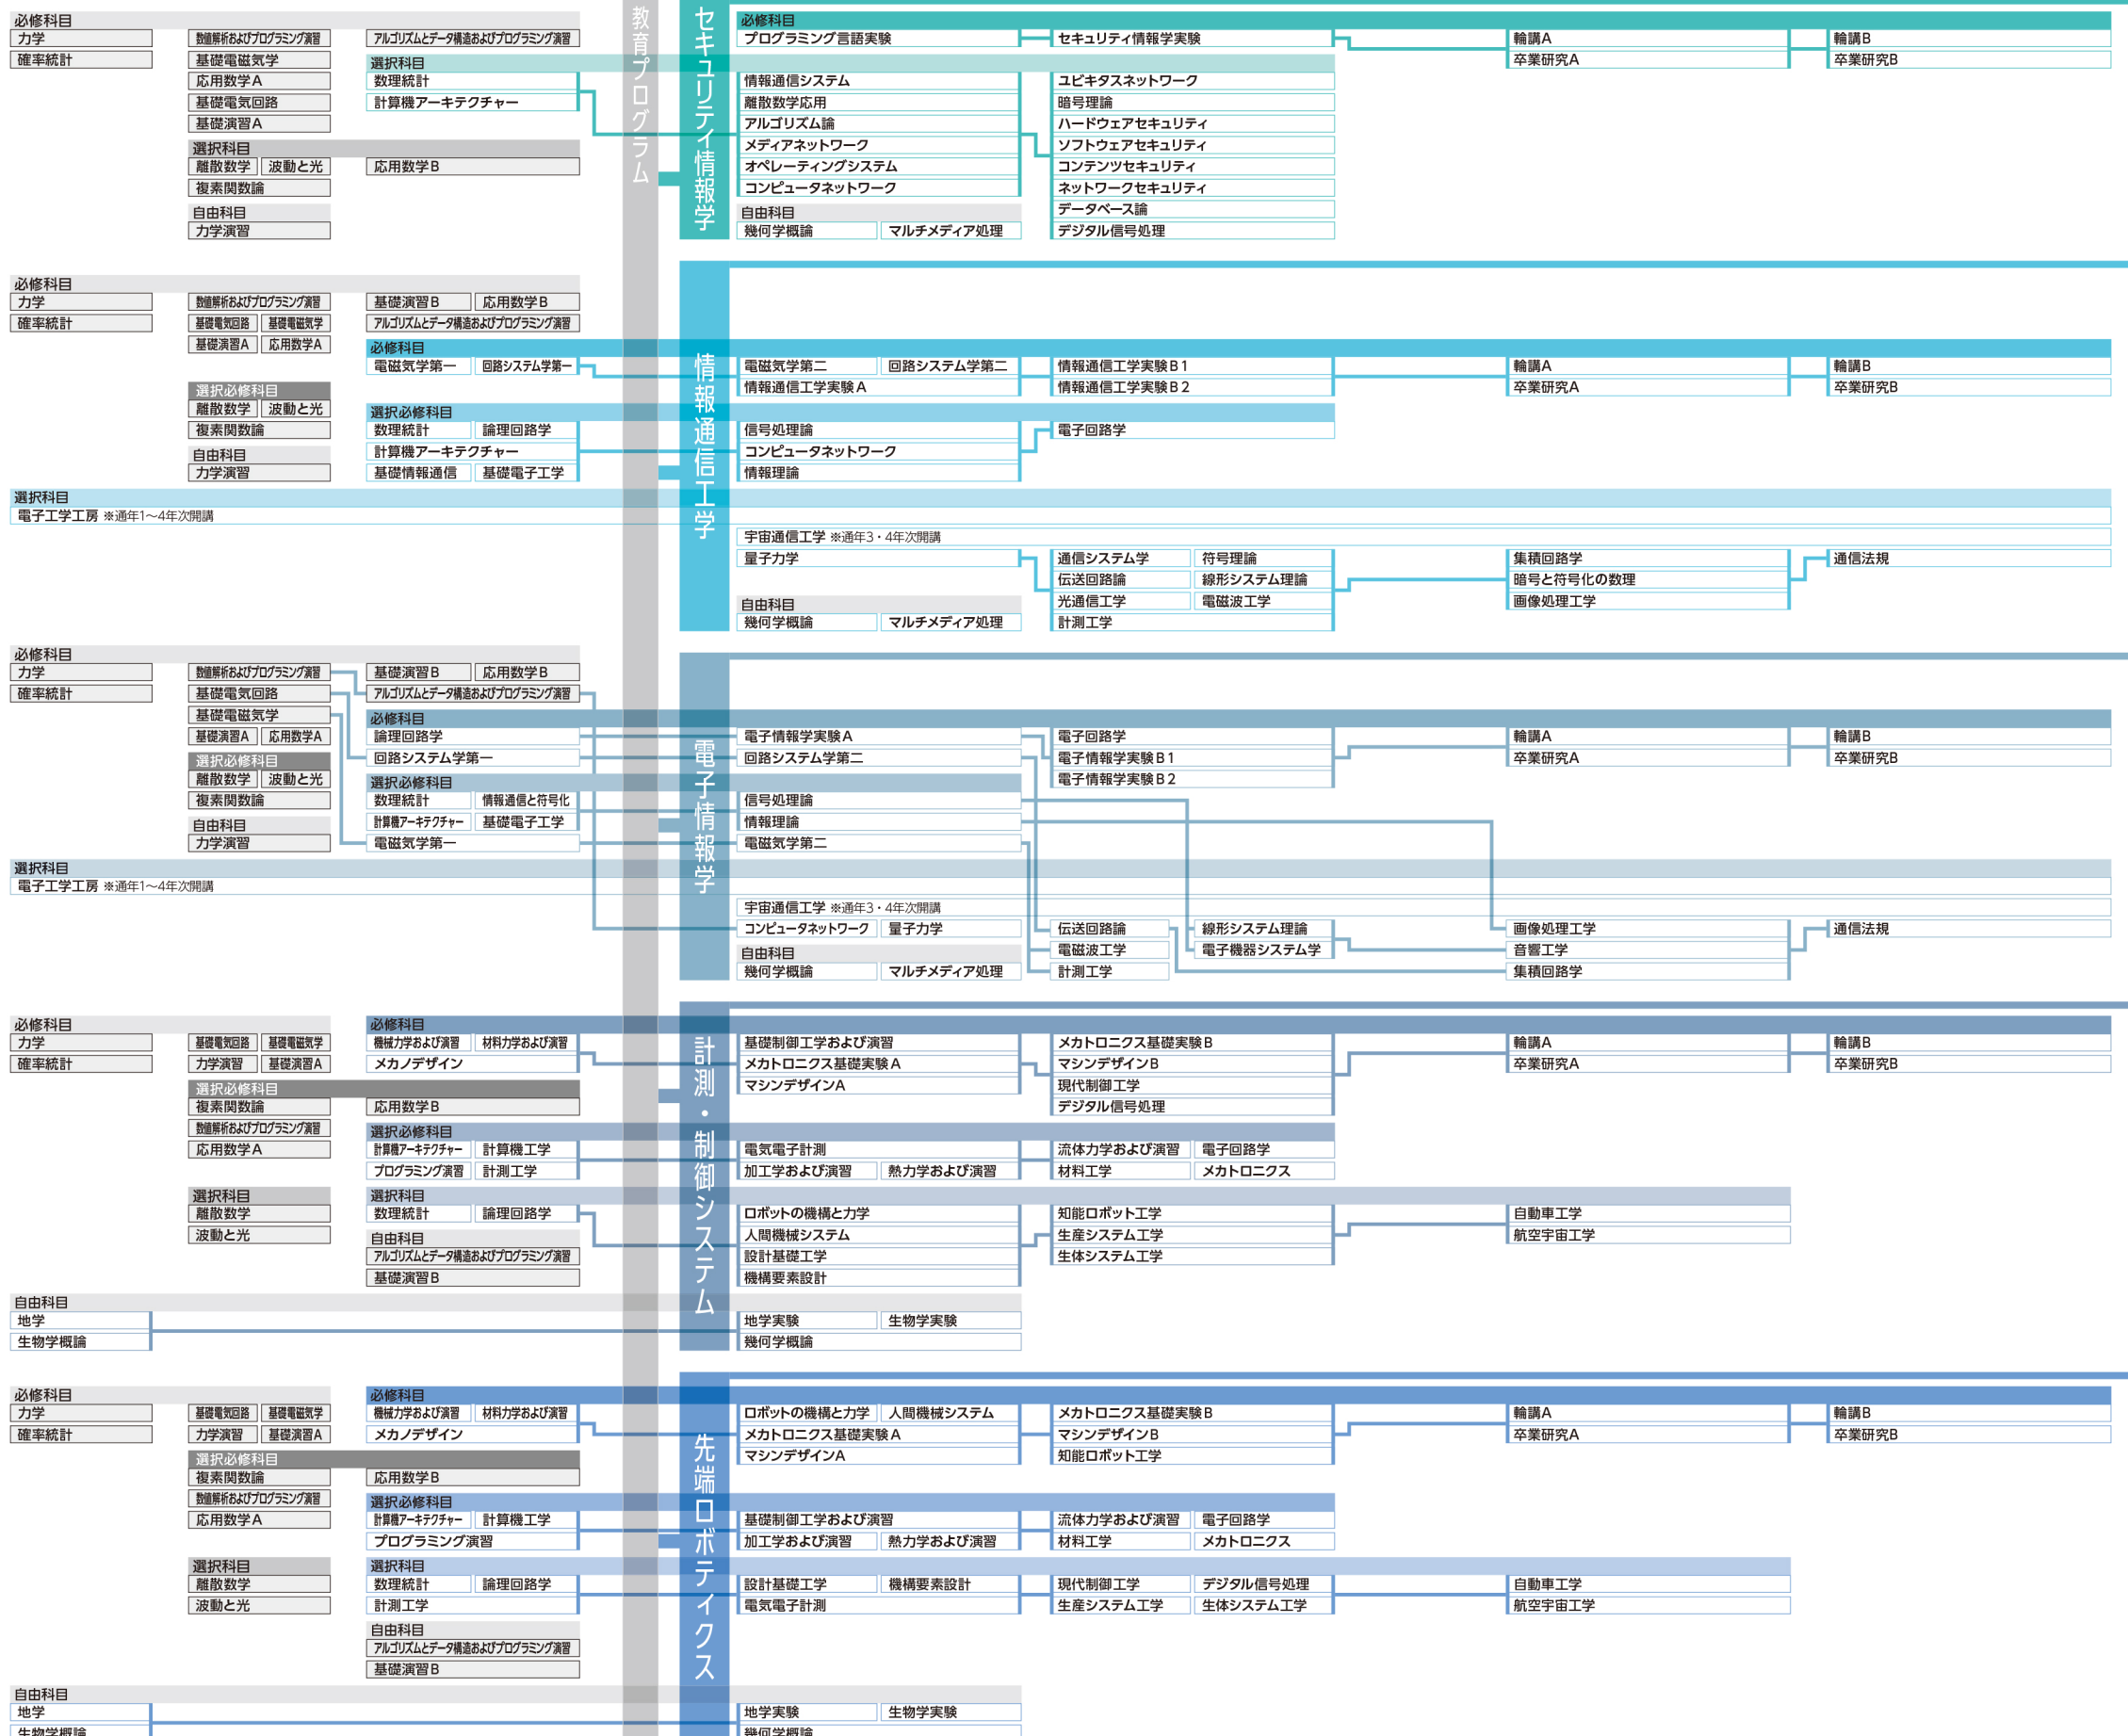 教育プログラム
セキュリティ情報学
必修科目
力学
確率統計
数値解析およびプログラミング演習
基礎電磁気学
応用数学A
基礎電気回路
基礎演習A
選択科目
離散数学 波動と光
複素関数論
自由科目
力学演習
アルゴリズムとデータ構造およびプログラミング演習
選択科目
数理統計
計算機アーキテクチャー
応用数学B
必修科目
プログラミング言語実験
情報通信システム
離散数学応用
アルゴリズム論
メディアネットワーク
オペレーティングシステム
コンピュータネットワーク
自由科目
幾何学概論 マルチメディア処理
セキュリティ情報学実験
ユビキタスネットワーク
暗号理論
ハードウェアセキュリティ
ソフトウェアセキュリティ
コンテンツセキュリティ
ネットワークセキュリティ
データベース論
デジタル信号処理
輪講A
卒業研究A
輪講B
卒業研究B
情報通信工学
必修科目
力学
確率統計
数値解析およびプログラミング演習
基礎電気回路 基礎電磁気学
基礎演習A 応用数学A
選択必修科目
離散数学 波動と光
複素関数論
自由科目
力学演習
基礎演習B 応用数学B
アルゴリズムとデータ構造およびプログラミング演習
必修科目
電磁気学第一 回路システム学第一
選択必修科目
数理統計 論理回路学
計算機アーキテクチャー
基礎情報通信 基礎電子工学
電磁気学第二 回路システム学第二
情報通信工学実験A
信号処理論
コンピュータネットワーク
情報理論
情報通信工学実験B1
情報通信工学実験B2
電子回路学
輪講A
卒業研究A
輪講B
卒業研究B
選択科目
電子工学工房 ※通年1〜4年次開講
宇宙通信工学 ※通年3・4年次開講
量子力学
自由科目
幾何学概論 マルチメディア処理
通信システム学 符号理論
伝送回路論 線形システム理論
光通信工学 電磁波工学
計測工学
集積回路学
暗号と符号化の数理
画像処理工学
通信法規
電子情報学
必修科目
力学
確率統計
数値解析およびプログラミング演習
基礎電気回路
基礎電磁気学
基礎演習A 応用数学A
選択必修科目
離散数学 波動と光
複素関数論
自由科目
力学演習
基礎演習B 応用数学B
アルゴリズムとデータ構造およびプログラミング演習
必修科目
論理回路学
回路システム学第一
選択必修科目
数理統計 情報通信と符号化
計算機アーキテクチャー 基礎電子工学
電磁気学第一
電子情報学実験A
回路システム学第二
信号処理論
情報理論
電磁気学第二
電子回路学
電子情報学実験B1
電子情報学実験B2
輪講A
卒業研究A
輪講B
卒業研究B
選択科目
電子工学工房 ※通年1〜4年次開講
宇宙通信工学 ※通年3・4年次開講
コンピュータネットワーク 量子力学
自由科目
幾何学概論 マルチメディア処理
伝送回路論 線形システム理論
電磁波工学 電子機器システム学
計測工学
画像処理工学
音響工学
集積回路学
通信法規
計測・制御システム
必修科目
力学
確率統計
基礎電気回路 基礎電磁気学
力学演習 基礎演習A
選択必修科目
複素関数論
数値解析およびプログラミング演習
応用数学A
応用数学B
選択科目
離散数学
波動と光
必修科目
機械力学および演習 材料力学および演習
メカノデザイン
選択必修科目
計算機アーキテクチャー 計算機工学
プログラミング演習 計測工学
選択科目
数理統計 論理回路学
自由科目
アルゴリズムとデータ構造およびプログラミング演習
基礎演習B
基礎制御工学および演習
メカトロニクス基礎実験A
マシンデザインA
電気電子計測
加工学および演習 熱力学および演習
ロボットの機構と力学
人間機械システム
設計基礎工学
機構要素設計
メカトロニクス基礎実験B
マシンデザインB
現代制御工学
デジタル信号処理
流体力学および演習 電子回路学
材料工学 メカトロニクス
知能ロボット工学
生産システム工学
生体システム工学
輪講A
卒業研究A
自動車工学
航空宇宙工学
輪講B
卒業研究B
自由科目
地学
生物学概論
地学実験 生物学実験
幾何学概論
先端ロボティクス
必修科目
力学
確率統計
基礎電気回路 基礎電磁気学
力学演習 基礎演習A
選択必修科目
複素関数論
数値解析およびプログラミング演習
応用数学A
応用数学B
選択科目
離散数学
波動と光
必修科目
機械力学および演習 材料力学および演習
メカノデザイン
選択必修科目
計算機アーキテクチャー 計算機工学
プログラミング演習
選択科目
数理統計 論理回路学
計測工学
自由科目
アルゴリズムとデータ構造およびプログラミング演習
基礎演習B
ロボットの機構と力学 人間機械システム
メカトロニクス基礎実験A
マシンデザインA
基礎制御工学および演習
加工学および演習 熱力学および演習
設計基礎工学 機構要素設計
電気電子計測
メカトロニクス基礎実験B
マシンデザインB
知能ロボット工学
流体力学および演習 電子回路学
材料工学 メカトロニクス
現代制御工学 デジタル信号処理
生産システム工学 生体システム工学
輪講A
卒業研究A
自動車工学
航空宇宙工学
輪講B
卒業研究B
自由科目
地学
生物学概論
地学実験 生物学実験
幾何学概論